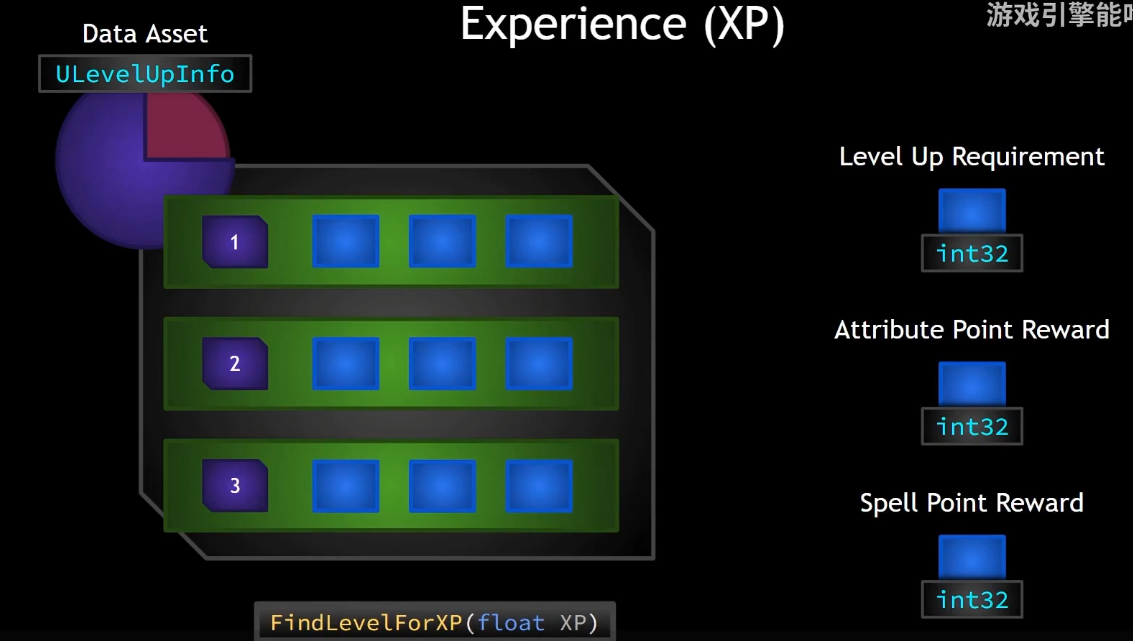 Experience (XP)
游戏引擎能
Data Asset
ULevelUpInfo
1
2
3
FindLevelForXP(float XP)
Level Up Requirement
int32
Attribute Point Reward
int32
Spell Point Reward
int32